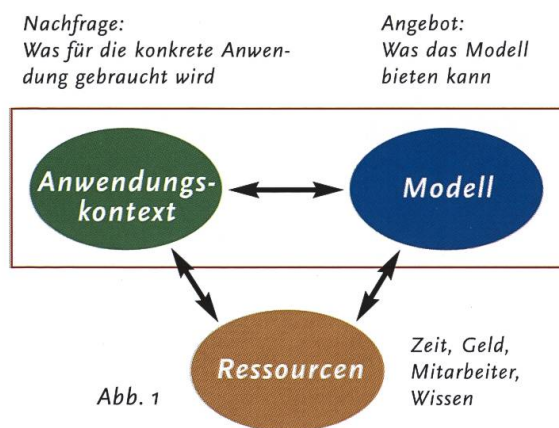 Nachfrage:
Was für die konkrete Anwen-
dung gebraucht wird
Angebot:
Was das Modell
bieten kann
Anwendungs-
kontext
Modell
Ressourcen
Zeit, Geld,
Mitarbeiter,
Wissen
Abb. 1